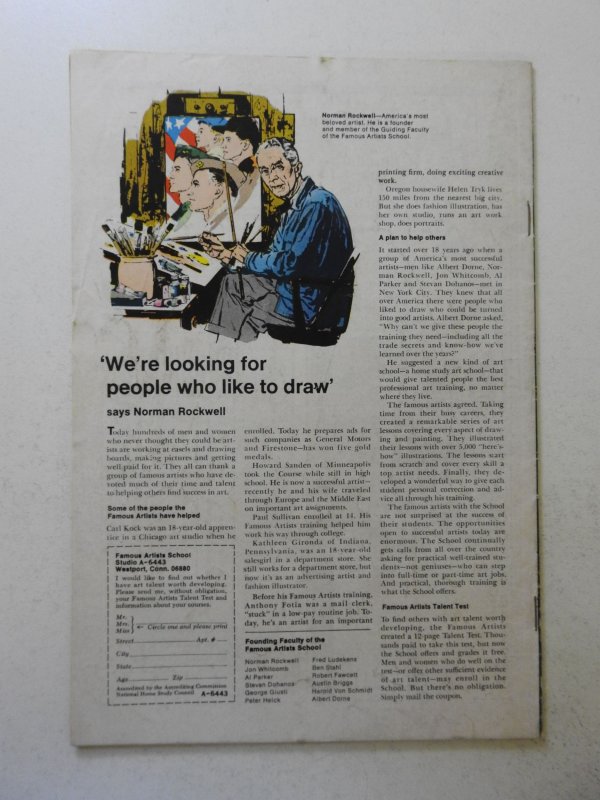 Norman Rockwell—America's most
beloved artist. He is a founder
and member of the Guiding Faculty
of the Famous Artists School.
'We're looking for
people who like to draw'
says Norman Rockwell
Today hundreds of men and women
who never thought they could be art-
ists are working at easels and drawing
boards, making pictures and getting
well paid for it. They all can thank a
group of famous artists who have de-
voted much of their time and talent
to helping others find success in art.
Some of the people the
Famous Artists have helped
Carl Kock was an 18-year-old appren-
tice in a Chicago art studio when he
enrolled. Today he prepares ads for
such companies as General Motors
and Firestone—has won five gold
medals.
Howard Sanden of Minneapolis
took the Course while still in high
school. He is now a successful artist—
recently he and his wife traveled
through Europe and the Middle East
on important art assignments.
Paul Sullivan enrolled at 14. His
Famous Artists training helped him
work his way through college.
Kathleen Gironda of Indiana,
Pennsylvania, was an 18-year-old
salesgirl in a department store. She
still works for a department store, but
now it's as an advertising artist and
fashion illustrator.
Before his Famous Artists training,
Anthony Fotia was a mail clerk,
"stuck" in a low-pay routine job. To-
day, he's an artist for an important
printing firm, doing exciting creative
work.
Oregon housewife Helen Tryk lives
150 miles from the nearest big city.
But she does fashion illustration, has
her own studio, runs an art work
shop, does portraits.
A plan to help others
It started over 18 years ago when a
group of America's most successful
artists—men like Albert Dorne, Nor-
man Rockwell, Jon Whitcomb, Al
Parker and Stevan Dohanos—met in
New York City. They knew that all
over America there were people who
liked to draw who could be turned
into good artists. Albert Dorne asked,
"Why can't we give these people the
training they need—including all the
trade secrets and know-how we've
learned over the years?"
He suggested a new kind of art
school—a home study art school—that
would give talented people the best
professional art training, no matter
where they live.
The famous artists agreed. Taking
time from their busy careers, they
created a remarkable series of art
lessons covering every aspect of draw-
ing and painting. They illustrated
their lessons with over 5,000 "here's-
how" illustrations. The lessons start
from scratch and cover every skill a
top artist needs. Finally, they de-
veloped a wonderful way to give each
student personal correction and ad-
vice all through his training.
The famous artists with the School
are not surprised at the success of
their students. The opportunities
open to successful artists today are
enormous. The School continually
gets calls from all over the country
asking for practical well-trained stu-
dents—not geniuses—who can step
into full-time or part-time art jobs.
And practical, thorough training is
what the School offers.
Famous Artists Talent Test
To find others with art talent worth
developing, the Famous Artists
created a 12-page Talent Test. Thou-
sands paid to take this test, but now
the School offers and grades it free.
Men and women who do well on the
test—or offer other sufficient evidence
of art talent—may enroll in the
School. But there's no obligation.
Simply mail the coupon.
Famous Artists School
Studio A-6443
Westport, Conn. 06880
I would like to find out whether I
have art talent worth developing.
Please send me, without obligation,
your Famous Artists Talent Test and
information about your courses.
Mr.
Mrs.
Miss
Circle one and please print
Street Apt. #
City
State
Age Zip
Accredited by the Accrediting Commission
National Home Study Council A-6443
Founding Faculty of the
Famous Artists School
Norman Rockwell
Jon Whitcomb
Al Parker
Stevan Dohanos
George Giusti
Peter Helck
Fred Ludekens
Ben Stahl
Robert Fawcett
Austin Briggs
Harold Von Schmidt
Albert Dorne